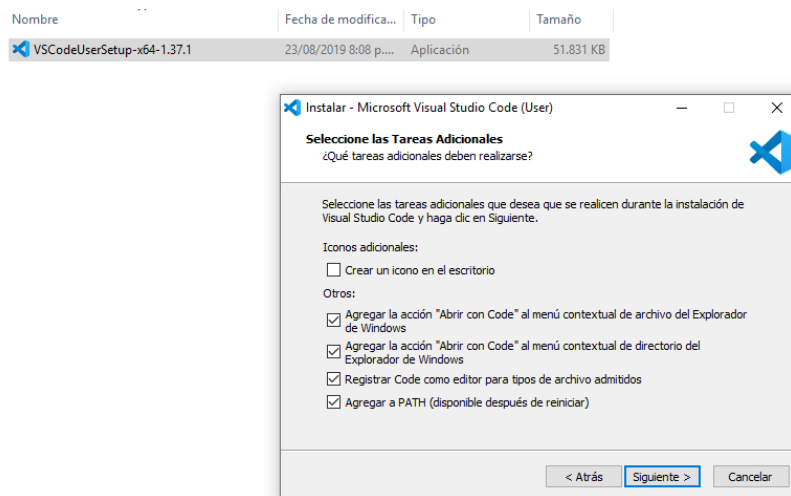 Nombre Fecha de modifica... Tipo Tamaño
VSCodeUserSetup-x64-1.37.1 23/08/2019 8:08 p.... Aplicación 51.831 KB
Instalar - Microsoft Visual Studio Code (User)
Seleccione las Tareas Adicionales
¿Qué tareas adicionales deben realizarse?
Seleccione las tareas adicionales que desea que se realicen durante la instalación de
Visual Studio Code y haga clic en Siguiente.
Iconos adicionales:
Crear un icono en el escritorio
Otros:
Agregar la acción "Abrir con Code" al menú contextual de archivo del Explorador
de Windows
Agregar la acción "Abrir con Code" al menú contextual de directorio del
Explorador de Windows
Registrar Code como editor para tipos de archivo admitidos
Agregar a PATH (disponible después de reiniciar)
< Atrás Siguiente > Cancelar